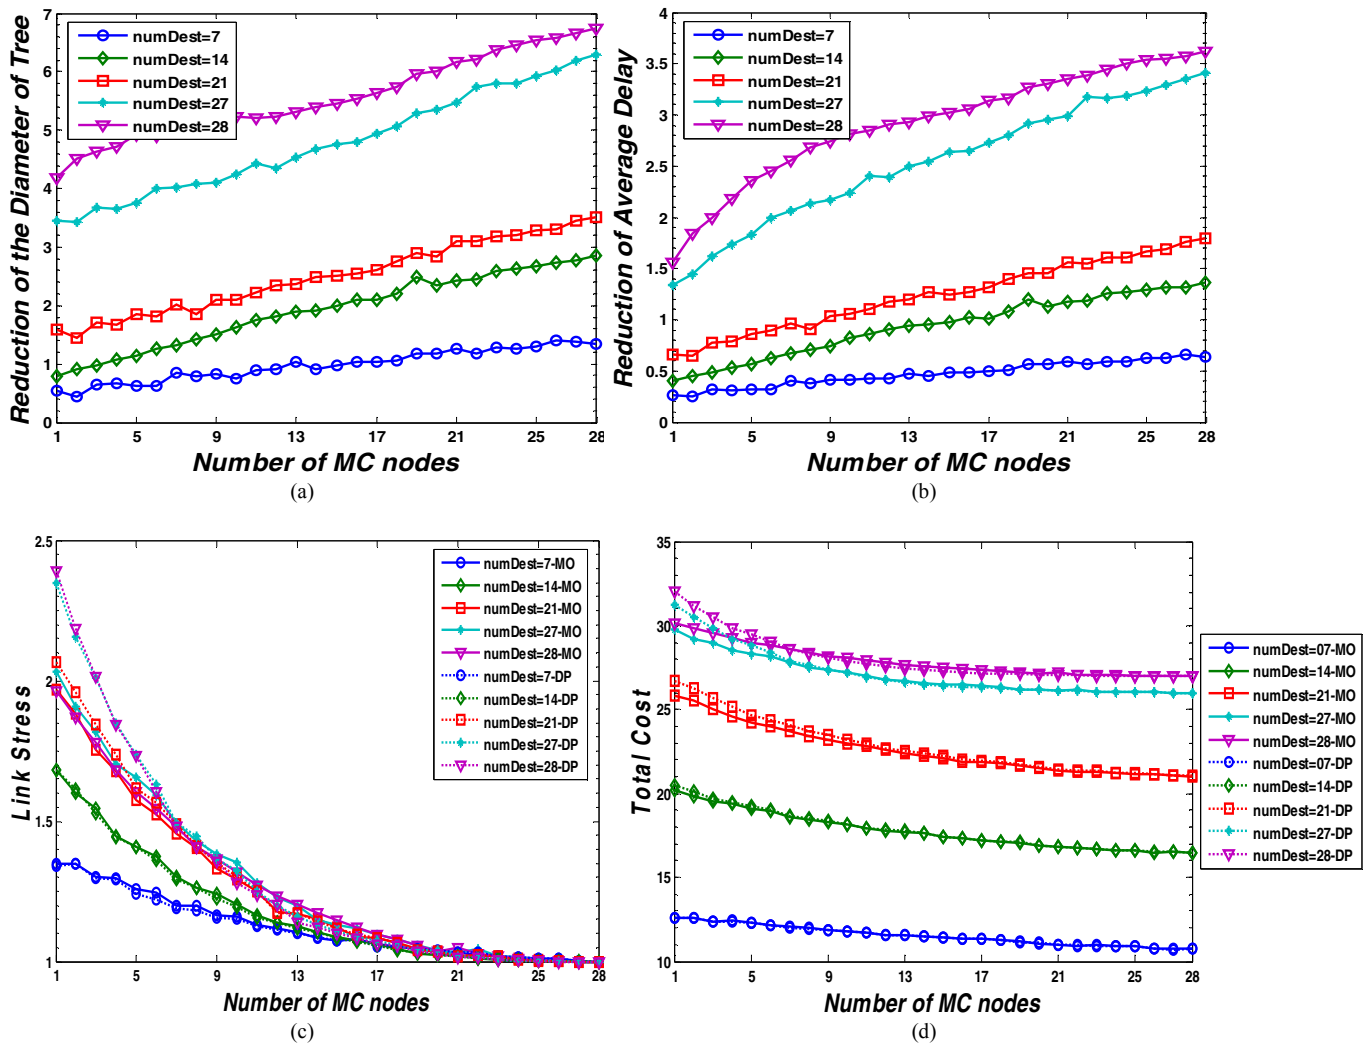 Reduction of the Diameter of Tree
7
6
5
4
3
2
1
0
numDest=7
numDest=14
numDest=21
numDest=27
numDest=28
1 5 9 13 17 21 25 28
Number of MC nodes
(a)
Reduction of Average Delay
4
3.5
3
2.5
2
1.5
1
0.5
0
numDest=7
numDest=14
numDest=21
numDest=27
numDest=28
1 5 9 13 17 21 25 28
Number of MC nodes
(b)
Link Stress
2.5
2
1.5
1
numDest=7-MO
numDest=14-MO
numDest=21-MO
numDest=27-MO
numDest=28-MO
numDest=7-DP
numDest=14-DP
numDest=21-DP
numDest=27-DP
numDest=28-DP
1 5 9 13 17 21 25 28
Number of MC nodes
(c)
Total Cost
35
30
25
20
15
10
1 5 9 13 17 21 25 28
Number of MC nodes
(d)
numDest=07-MO
numDest=14-MO
numDest=21-MO
numDest=27-MO
numDest=28-MO
numDest=07-DP
numDest=14-DP
numDest=21-DP
numDest=27-DP
numDest=28-DP